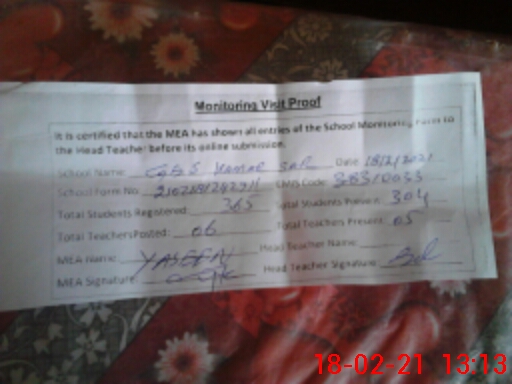 Monitoring Visit Proof
It is certified that the MEA has shown all entries of the School Monitoring Form to
the Head Teacher before its online submission.
School Name Date 18/2/2021
School Form No. EMIS Code
Total Students Registered: 365 Total Students Present 304
Total Teachers Posted: 06 Total Teachers Present 05
Head Teacher Name:
MEA Name: YASEEN
MEA Signature: Head Teacher Signature:
18-02-21 13:13